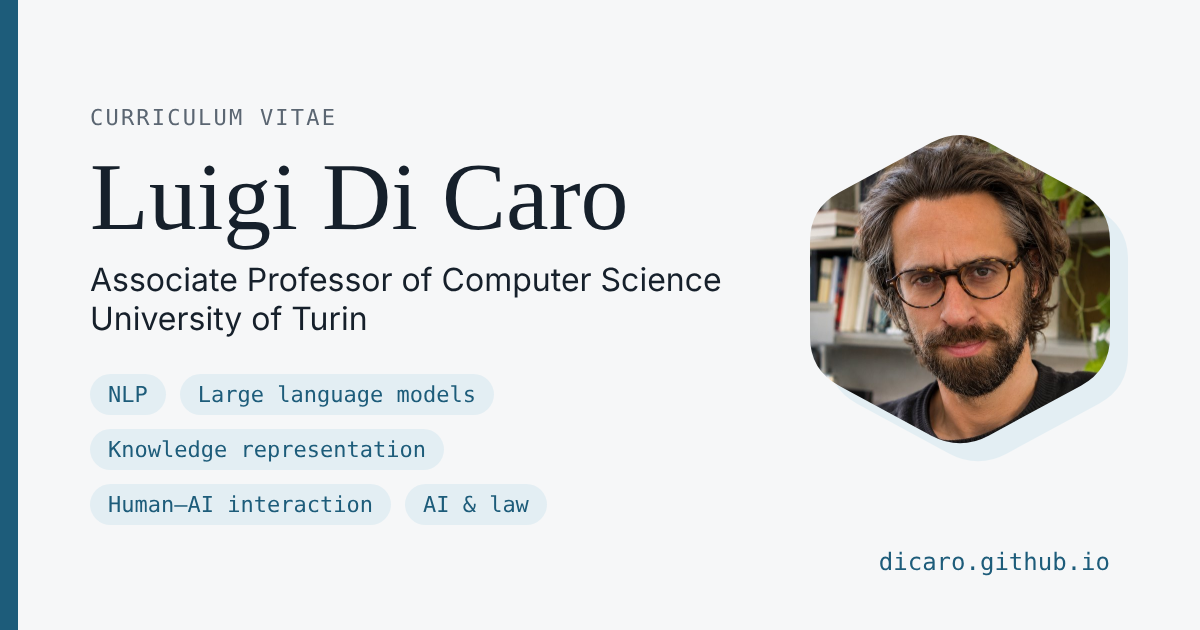 CURRICULUM VITAE
Luigi Di Caro
Associate Professor of Computer Science
University of Turin
NLP Large language models
Knowledge representation
Human–AI interaction AI & law
dicaro.github.io